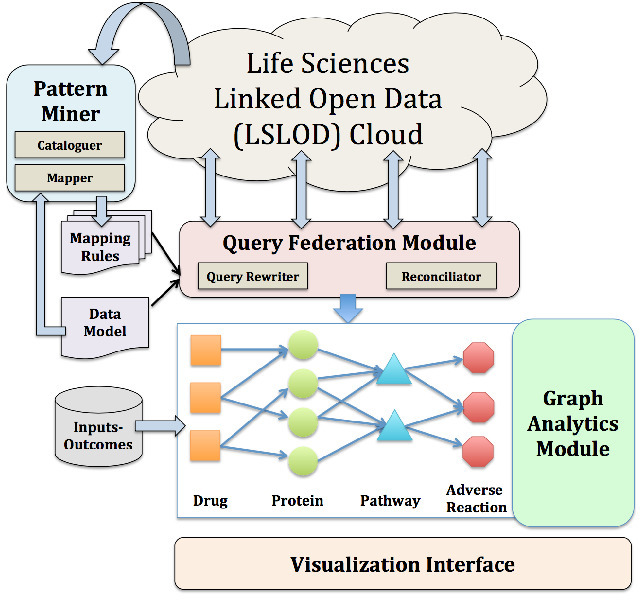 Life Sciences
Linked Open Data
(LSLOD) Cloud
Pattern
Miner
Cataloguer
Mapper
Mapping
Rules
Data
Model
Query Federation Module
Query Rewriter
Reconciliator
Inputs-
Outcomes
Drug
Protein
Pathway
Adverse
Reaction
Graph
Analytics
Module
Visualization Interface